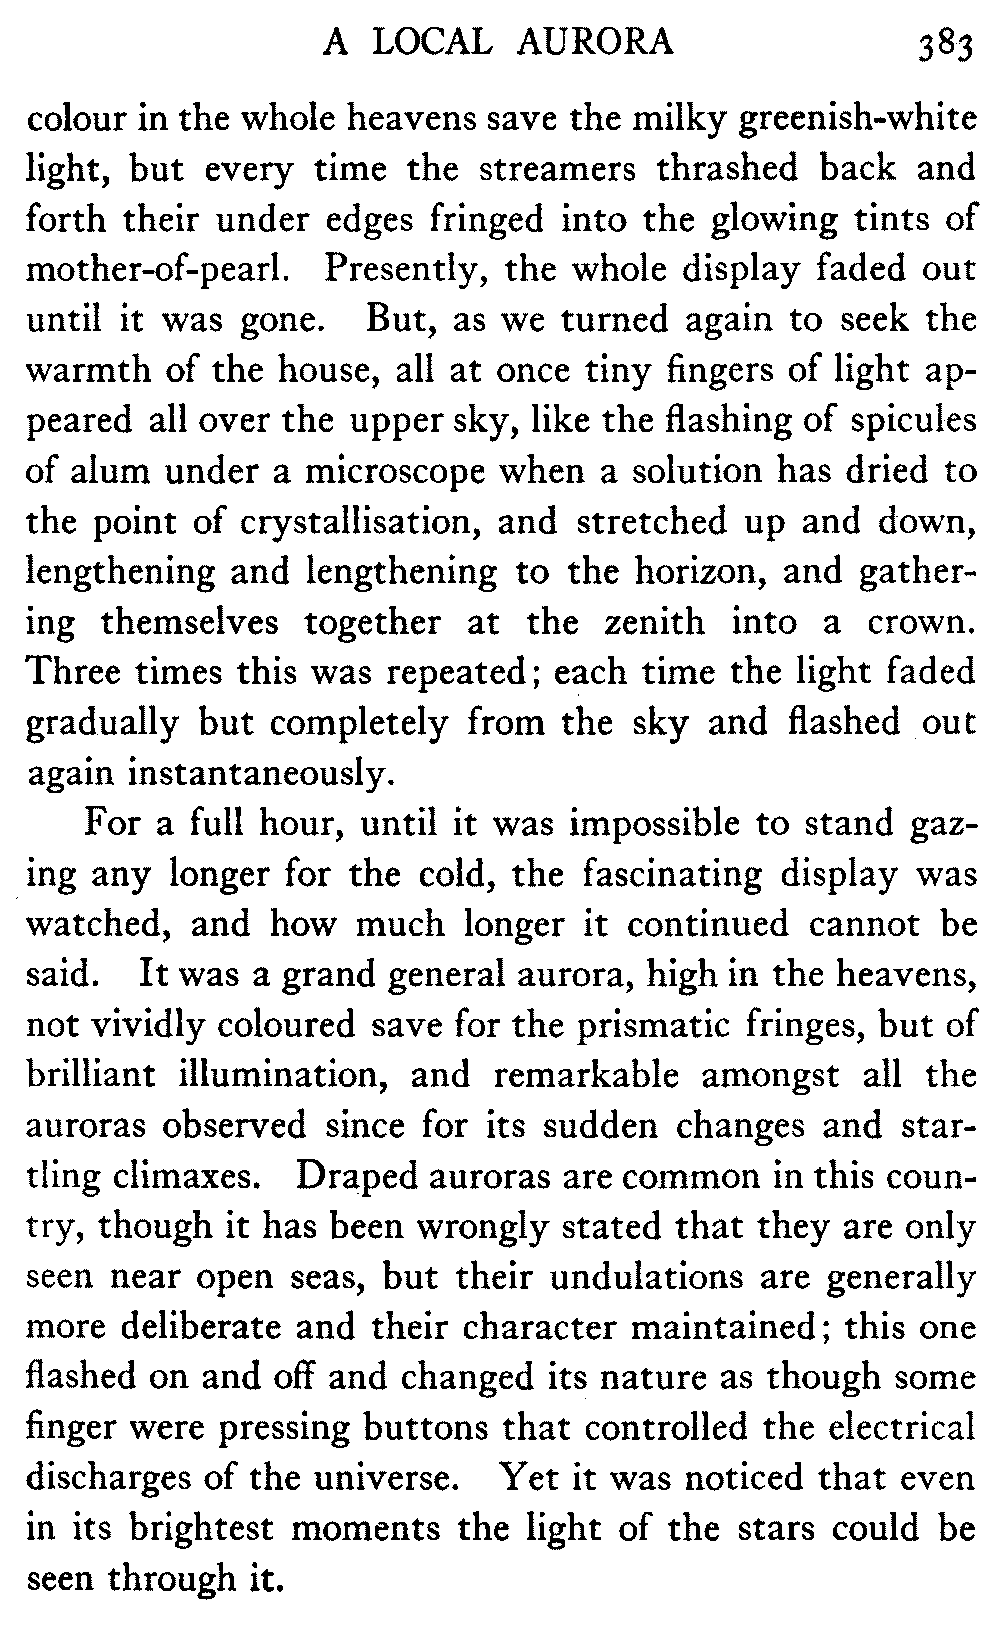 A LOCAL AURORA 383
colour in the whole heavens save the milky greenish-white
light, but every time the streamers thrashed back and
forth their under edges fringed into the glowing tints of
mother-of-pearl. Presently, the whole display faded out
until it was gone. But, as we turned again to seek the
warmth of the house, all at once tiny fingers of light ap-
peared all over the upper sky, like the flashing of spicules
of alum under a microscope when a solution has dried to
the point of crystallisation, and stretched up and down,
lengthening and lengthening to the horizon, and gather-
ing themselves together at the zenith into a crown.
Three times this was repeated; each time the light faded
gradually but completely from the sky and flashed out
again instantaneously.
For a full hour, until it was impossible to stand gaz-
ing any longer for the cold, the fascinating display was
watched, and how much longer it continued cannot be
said. It was a grand general aurora, high in the heavens,
not vividly coloured save for the prismatic fringes, but of
brilliant illumination, and remarkable amongst all the
auroras observed since for its sudden changes and star-
tling climaxes. Draped auroras are common in this coun-
try, though it has been wrongly stated that they are only
seen near open seas, but their undulations are generally
more deliberate and their character maintained; this one
flashed on and off and changed its nature as though some
finger were pressing buttons that controlled the electrical
discharges of the universe. Yet it was noticed that even
in its brightest moments the light of the stars could be
seen through it.